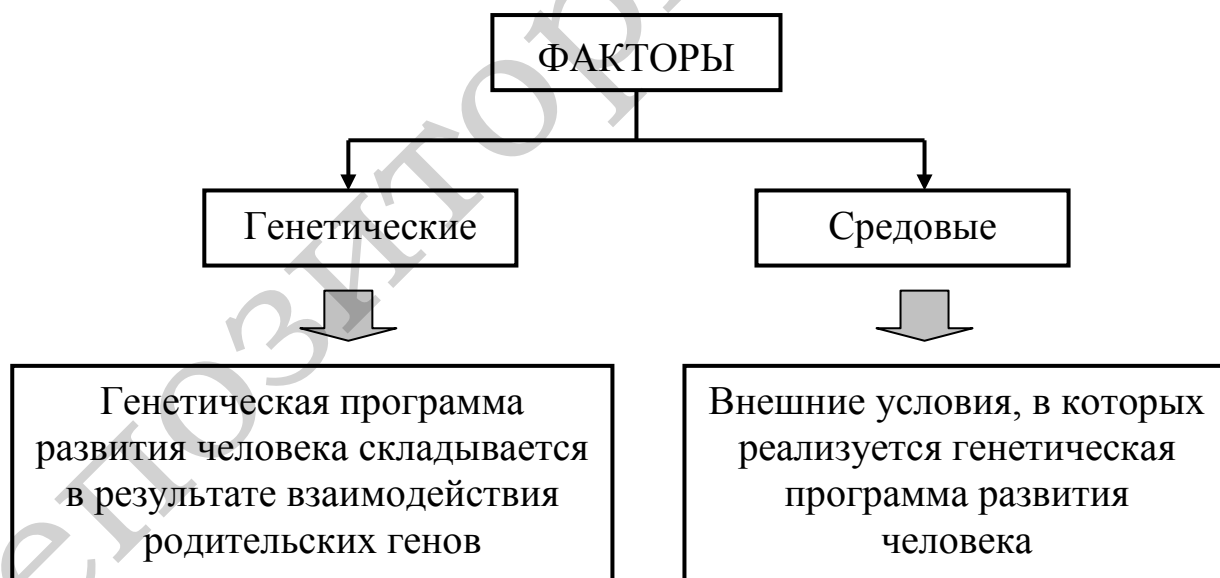 ФАКТОРЫ
Генетические
Средовые
Генетическая программа
развития человека складывается
в результате взаимодействия
родительских генов
Внешние условия, в которых
реализуется генетическая
программа развития
человека
епозитор